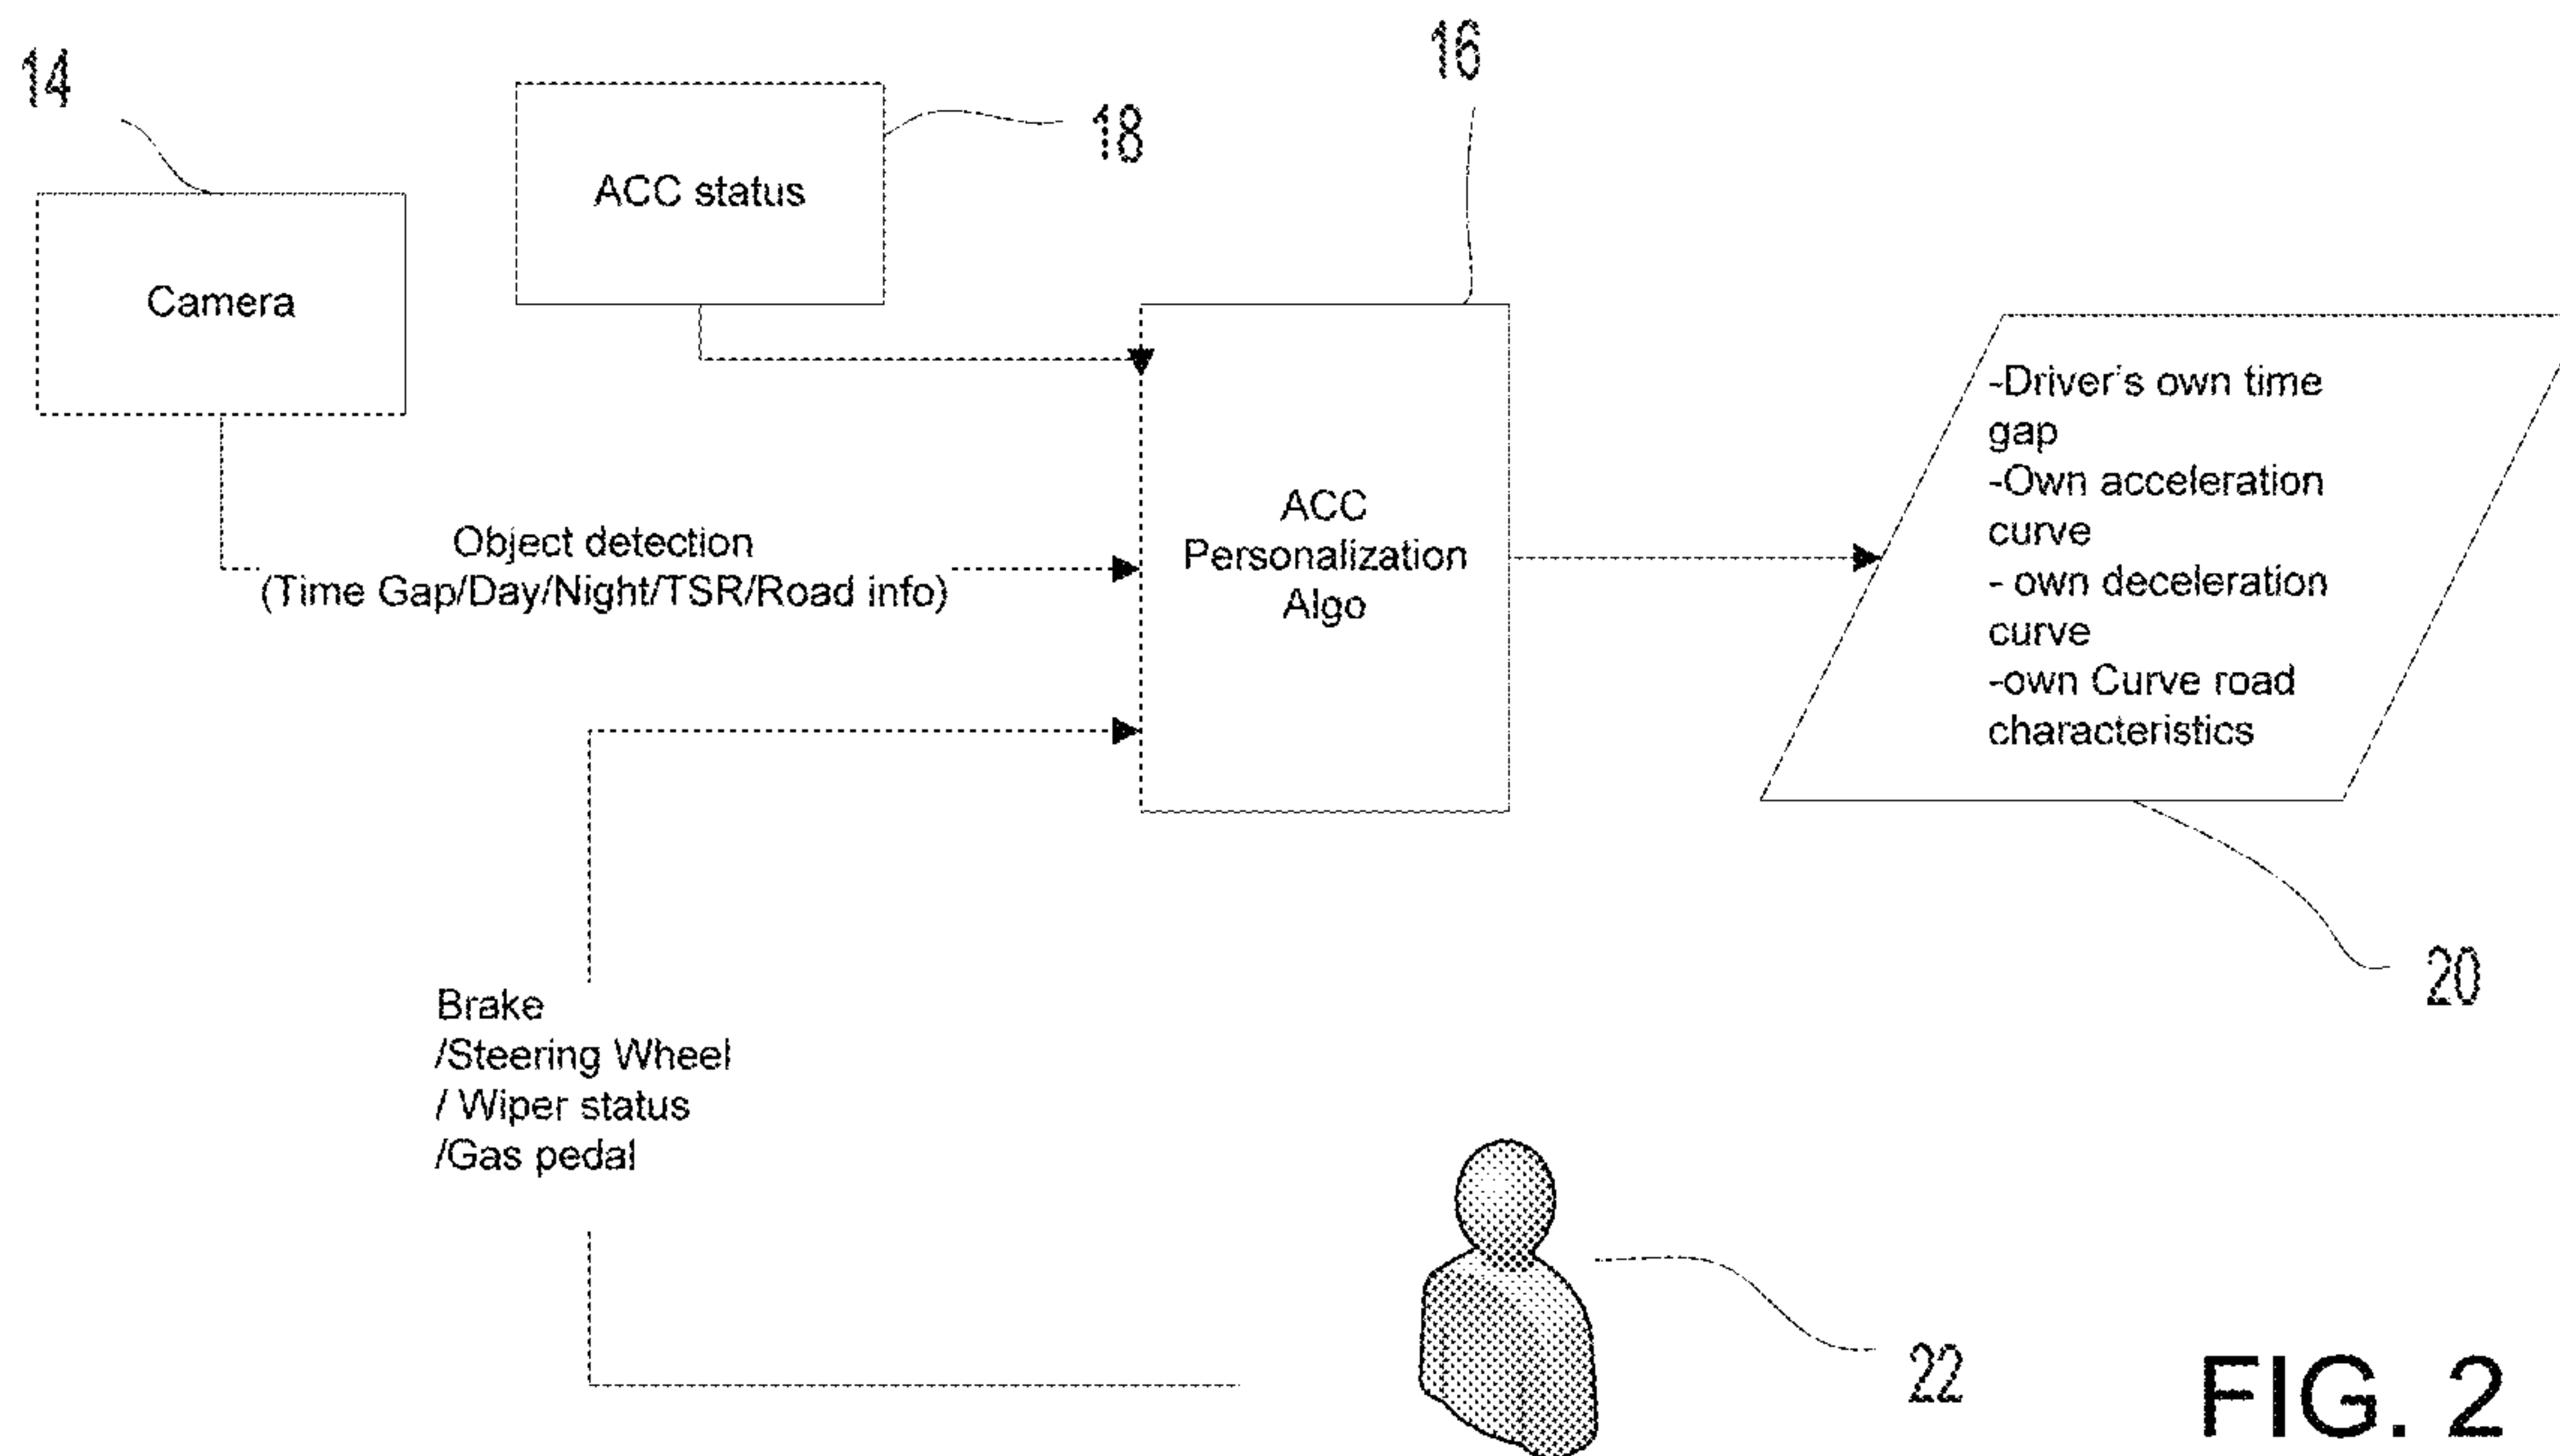 14
16
18
ACC status
Camera
-Driver's own time
gap
-Own acceleration
curve
- own deceleration
curve
-own Curve road
characteristics
ACC
Personalization
Algo
Object detection
(Time Gap/Day/Night/TSR/Road info)
20
Brake
/Steering Wheel
/ Wiper status
/Gas pedal
22
FIG. 2